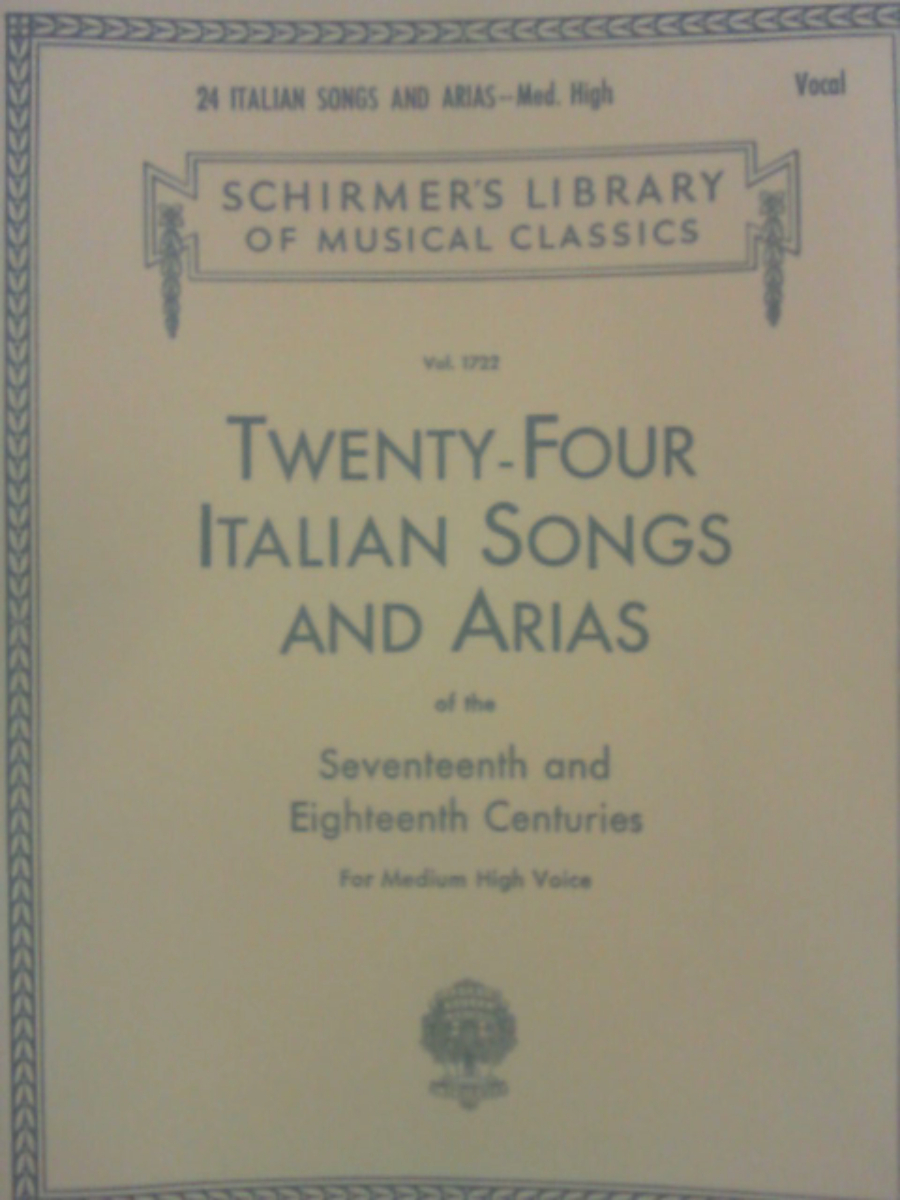 24 ITALIAN SONGS AND ARIAS--Med. High
Vocal
SCHIRMER'S LIBRARY
OF MUSICAL CLASSICS
Vol. 1722
TWENTY-FOUR
ITALIAN SONGS
AND ARIAS
of the
Seventeenth and
Eighteenth Centuries
For Medium High Voice